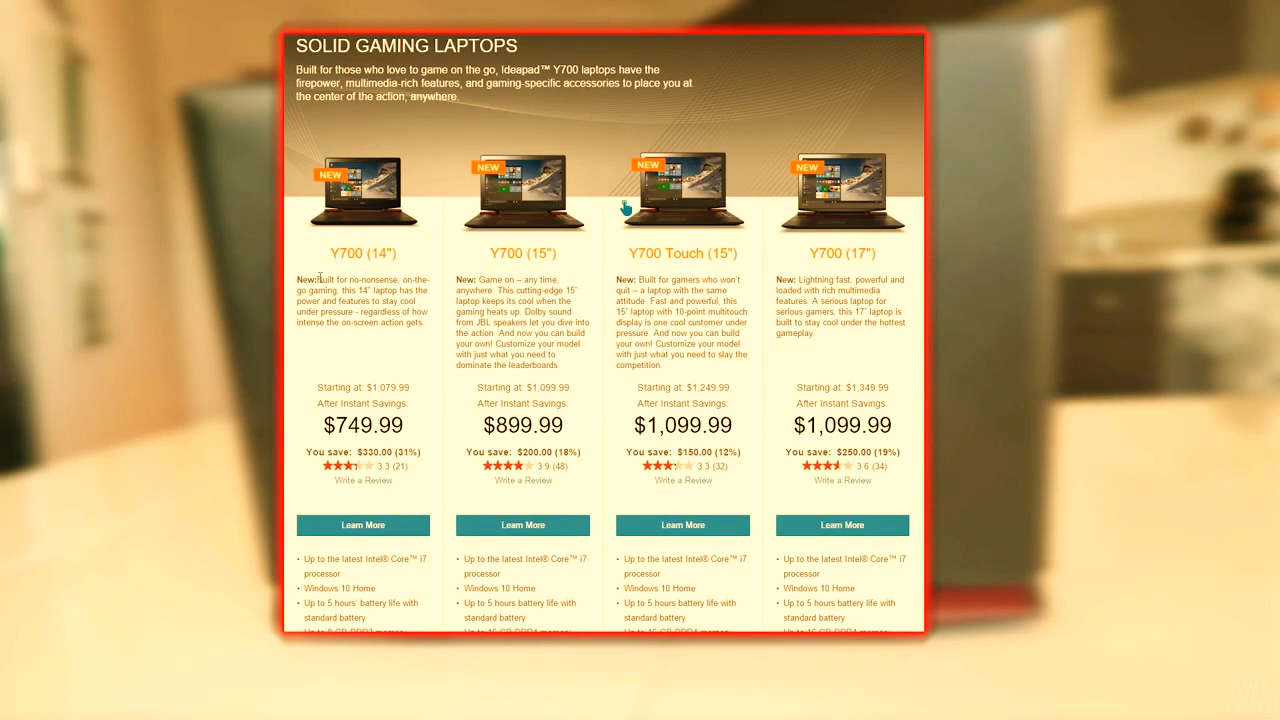 SOLID GAMING LAPTOPS
Built for those who love to game on the go, Ideapad™ Y700 laptops have the
firepower, multimedia-rich features, and gaming-specific accessories to place you at
the center of the action, anywhere.
NEW
NEW
NEW
NEW
Y700 (14")
New: Built for no-nonsense, on-the-
go gaming, this 14" laptop has the
power and features to stay cool
under pressure - regardless of how
intense the on-screen action gets.
Starting at: $1,079.99
After Instant Savings:
$749.99
You save: $330.00 (31%)
3.3 (21)
Write a Review
Learn More
• Up to the latest Intel® Core™ i7
processor
• Windows 10 Home
• Up to 5 hours' battery life with
standard battery
Y700 (15")
New: Game on – any time,
anywhere. This cutting-edge 15"
laptop keeps its cool when the
gaming heats up. Dolby sound
from JBL speakers let you dive into
the action. And now you can build
your own! Customize your model
with just what you need to
dominate the leaderboards
Starting at: $1,099.99
After Instant Savings:
$899.99
You save: $200.00 (18%)
3.9 (48)
Write a Review
Learn More
• Up to the latest Intel® Core™ i7
processor
• Windows 10 Home
• Up to 5 hours battery life with
standard battery
Y700 Touch (15")
New: Built for gamers who won't
quit – a laptop with the same
attitude. Fast and powerful, this
15" laptop with 10-point multitouch
display is one cool customer under
pressure. And now you can build
your own! Customize your model
with just what you need to slay the
competition.
Starting at: $1,249.99
After Instant Savings:
$1,099.99
You save: $150.00 (12%)
3.3 (32)
Write a Review
Learn More
• Up to the latest Intel® Core™ i7
processor
• Windows 10 Home
• Up to 5 hours battery life with
standard battery
Y700 (17")
New: Lightning fast, powerful and
loaded with rich multimedia
features. A serious laptop for
serious gamers, this 17" laptop is
built to stay cool under the hottest
gameplay.
Starting at: $1,349.99
After Instant Savings:
$1,099.99
You save: $250.00 (19%)
3.6 (34)
Write a Review
Learn More
• Up to the latest Intel® Core™ i7
processor
• Windows 10 Home
• Up to 5 hours battery life with
standard battery